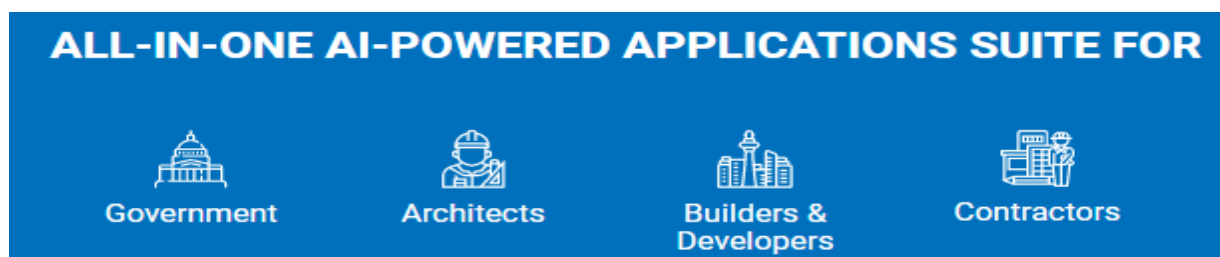 ALL-IN-ONE AI-POWERED APPLICATIONS SUITE FOR
Government
Architects
Builders &
Developers
Contractors